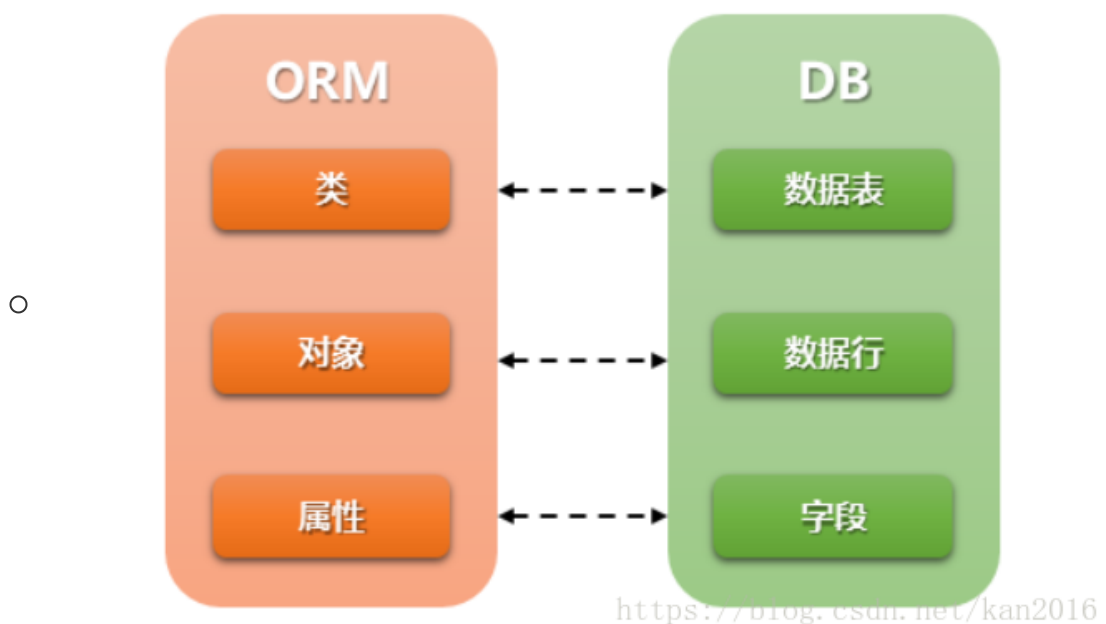 ORM
DB
类
数据表
对象
数据行
属性
字段
https://blog.csdn.net/kan2016